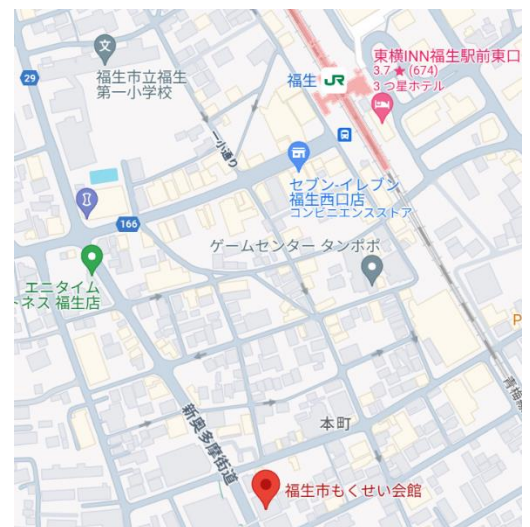 29
福生市立福生
第一小学校
福生
JR
東横INN福生駅前東口
3.7 ★ (674)
3 つ星ホテル
一小通り
セブン-イレブン
福生西口店
コンビニエンスストア
166
ゲームセンター タンポポ
エニタイム
トネス 福生店
P
青梅線
新奥多摩街道
本町
福生市もくせい会館